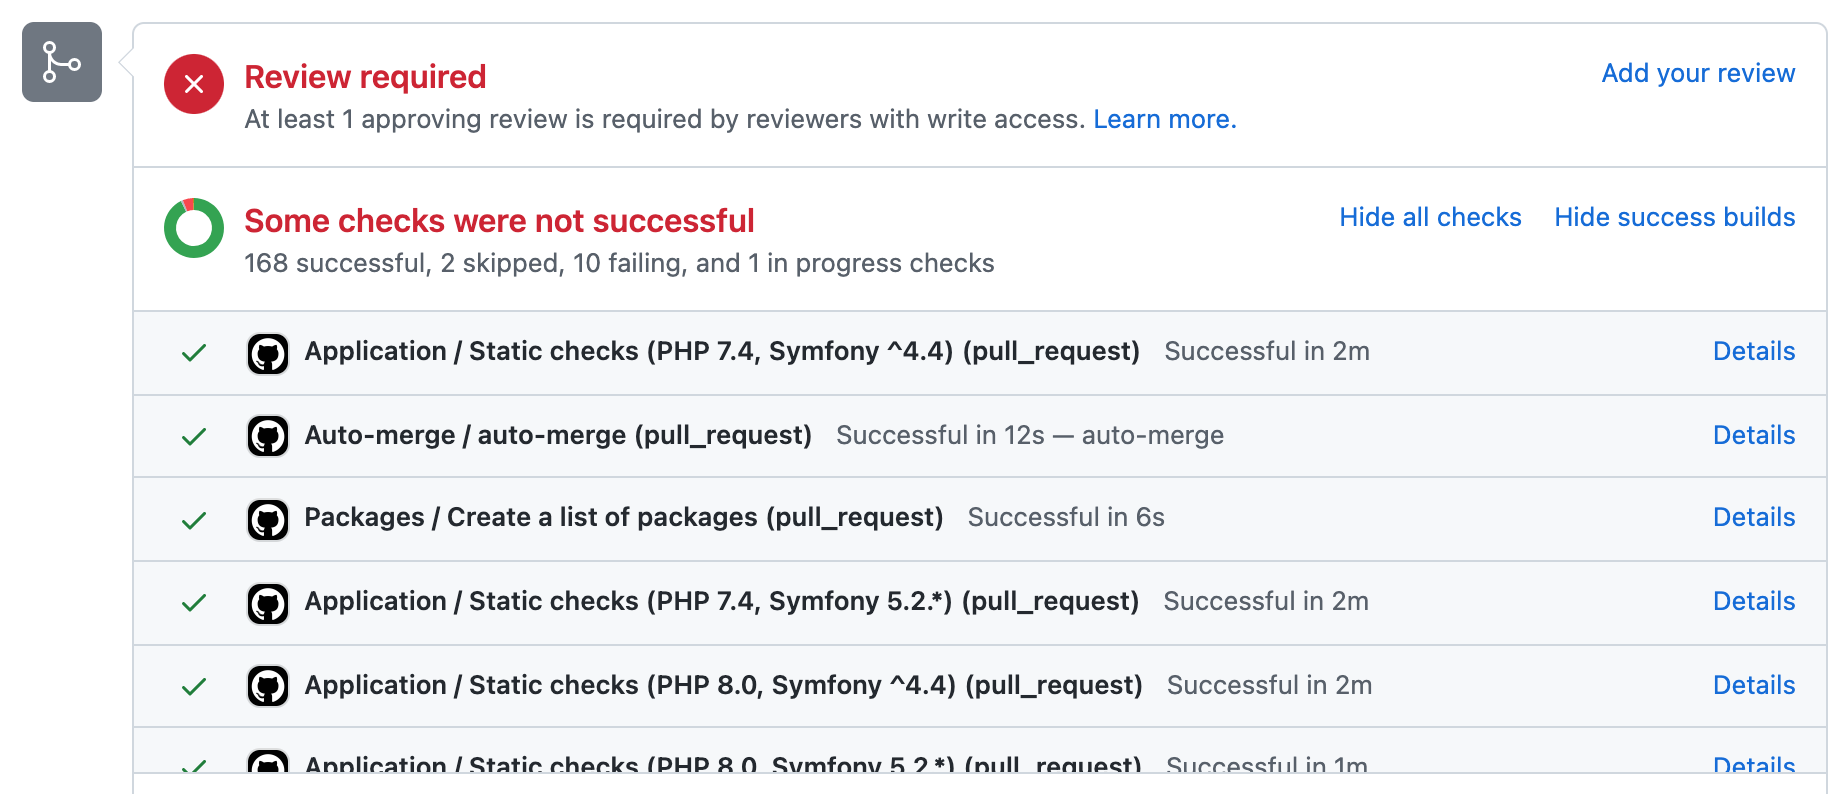 Review required
Add your review
At least 1 approving review is required by reviewers with write access. Learn more.
Some checks were not successful
Hide all checks Hide success builds
168 successful, 2 skipped, 10 failing, and 1 in progress checks
Application / Static checks (PHP 7.4, Symfony ^4.4) (pull_request) Successful in 2m Details
Auto-merge / auto-merge (pull_request) Successful in 12s — auto-merge Details
Packages / Create a list of packages (pull_request) Successful in 6s Details
Application / Static checks (PHP 7.4, Symfony 5.2.*) (pull_request) Successful in 2m Details
Application / Static checks (PHP 8.0, Symfony ^4.4) (pull_request) Successful in 2m Details
Application / Static checks (PHP 8.0, Symfony 5.2.*) (pull_request) Successful in 1m Details